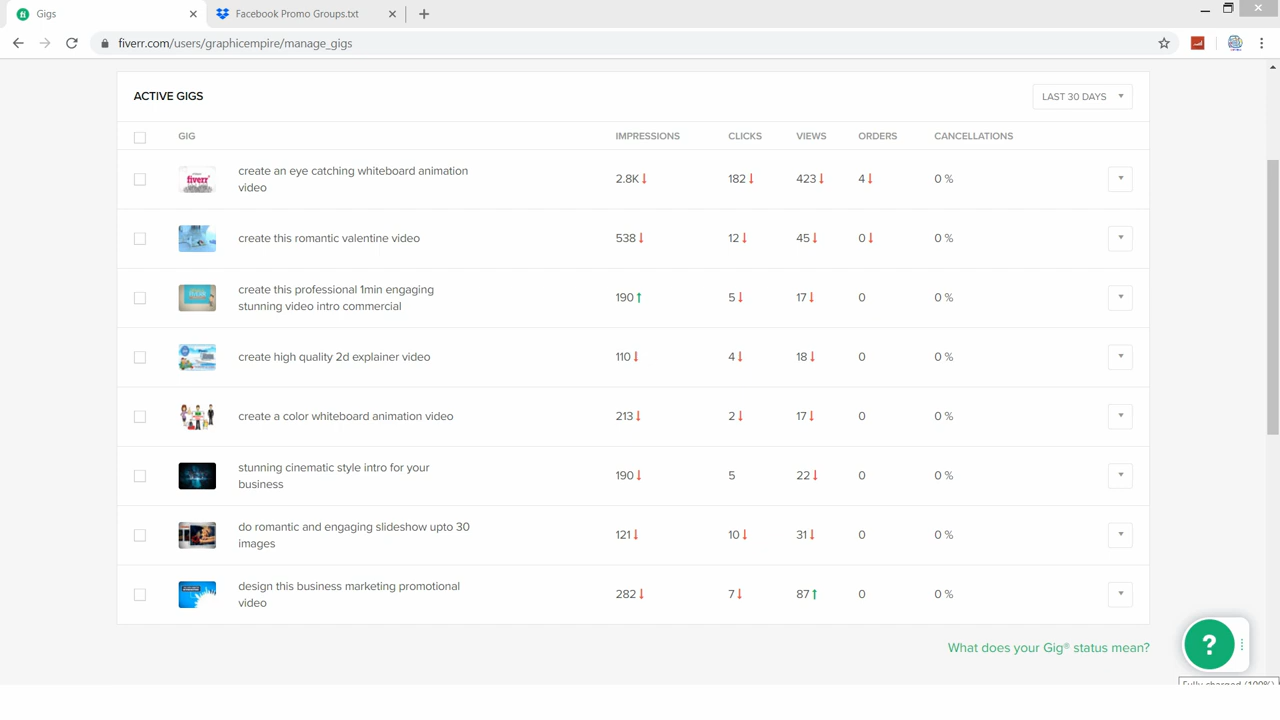 Gigs
Facebook Promo Groups.txt
fiverr.com/users/graphicempire/manage_gigs
ACTIVE GIGS
LAST 30 DAYS
GIG IMPRESSIONS CLICKS VIEWS ORDERS CANCELLATIONS
create an eye catching whiteboard animation
video
2.8K 182 423 4 0 %
create this romantic valentine video 538 12 45 0 0 %
create this professional 1min engaging
stunning video intro commercial
190 5 17 0 0 %
create high quality 2d explainer video 110 4 18 0 0 %
create a color whiteboard animation video 213 2 17 0 0 %
stunning cinematic style intro for your
business
190 5 22 0 0 %
do romantic and engaging slideshow upto 30
images
121 10 31 0 0 %
design this business marketing promotional
video
282 7 87 0 0 %
What does your Gig® status mean?
?
Fully charged (100%)
fiverr